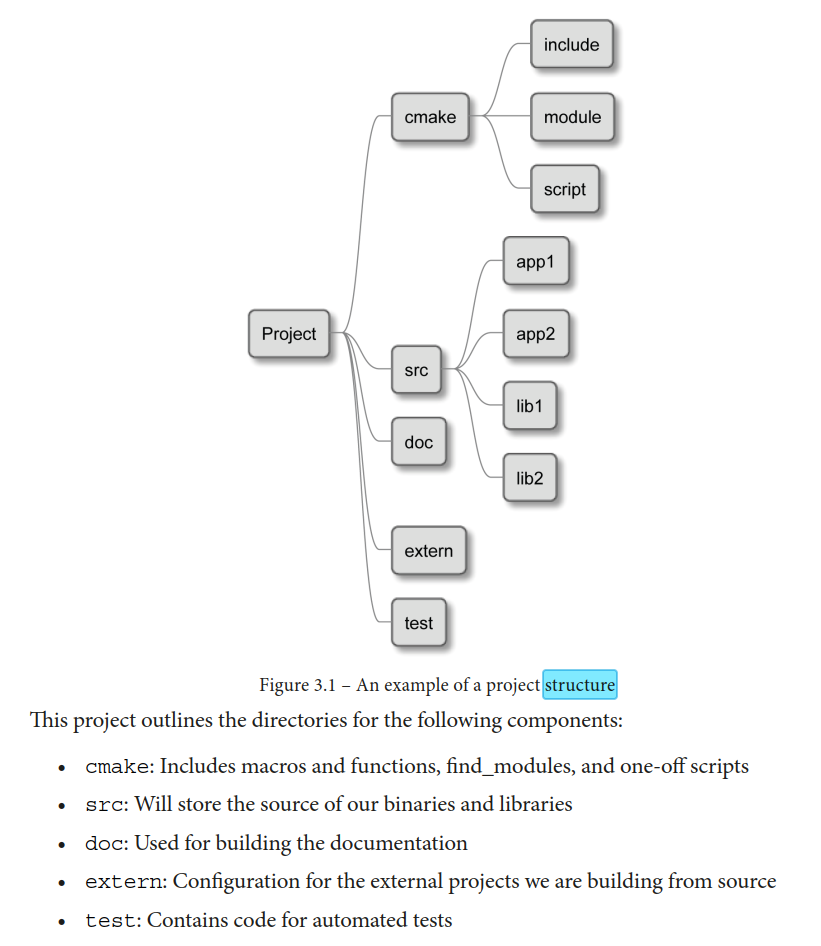 include
cmake
module
script
app1
Project
app2
src
lib1
doc
lib2
extern
test
Figure 3.1 – An example of a project structure
This project outlines the directories for the following components:
• cmake: Includes macros and functions, find_modules, and one-off scripts
• src: Will store the source of our binaries and libraries
• doc: Used for building the documentation
• extern: Configuration for the external projects we are building from source
• test: Contains code for automated tests